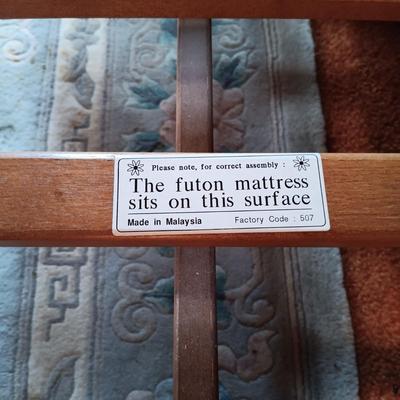 Please note, for correct assembly :
The futon mattress
sits on this surface
Made in Malaysia Factory Code : 507